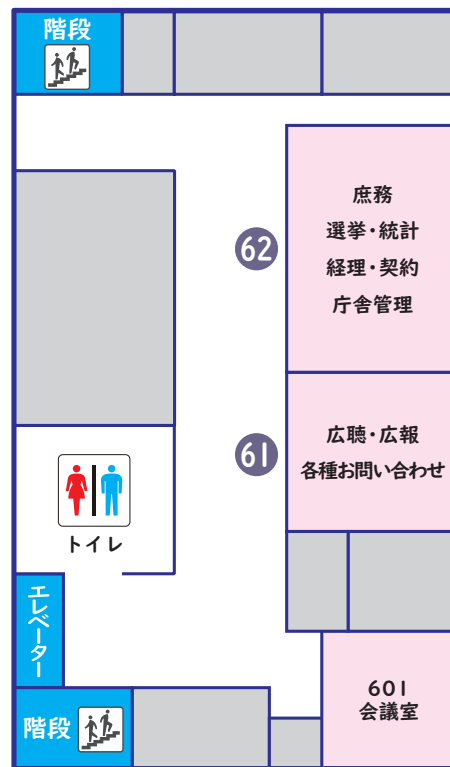 階段
庶務
選挙・統計
経理・契約
庁舎管理
62
広聴・広報
各種お問い合わせ
61
トイレ
エレベーター
601
会議室
階段